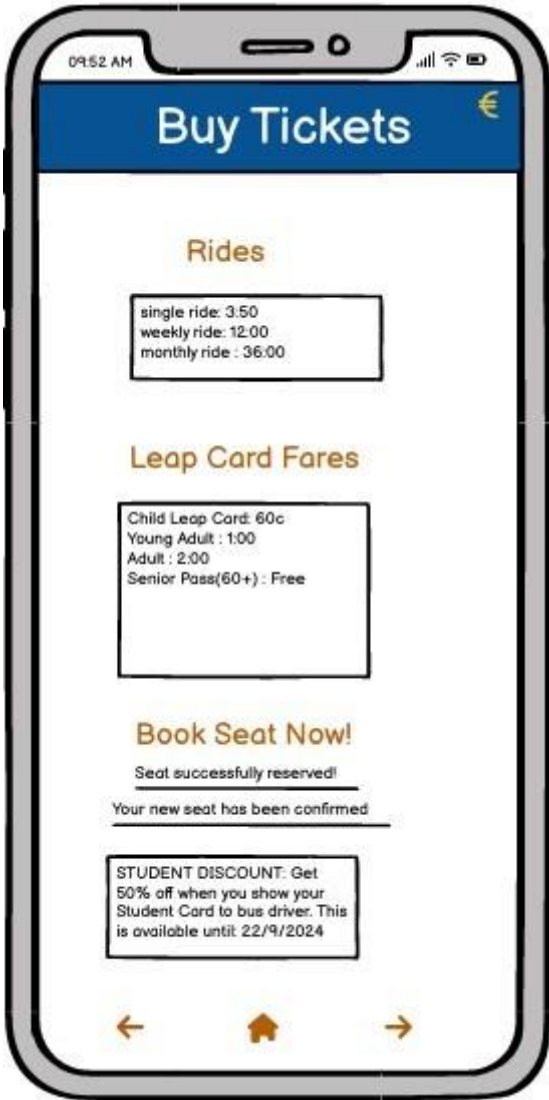 09:52 AM
Buy Tickets
€
Rides
single ride: 3:50
weekly ride: 12:00
monthly ride : 36:00
Leap Card Fares
Child Leap Card: 60c
Young Adult : 1:00
Adult : 2:00
Senior Pass(60+) : Free
Book Seat Now!
Seat successfully reserved!
Your new seat has been confirmed
STUDENT DISCOUNT: Get
50% off when you show your
Student Card to bus driver. This
is available until: 22/9/2024